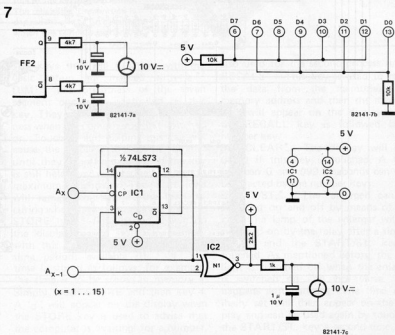 7
FF2
Q 9
4k7
1 µ
10 V
10 V
Q̅ 8
4k7
1 µ
10 V
82141-7a
D7 D6 D5 D4 D3 D2 D1 D0
6 7 8 9 10 11 12 13
5 V
10k
10k
82141-7b
½ 74LS73
14 J Q 12
Ax
1 CP IC1
3 K Q̅ 13
CD
2
5 V
Ax-1
(x = 1 ... 15)
IC2
1
2
N1
3
5 V
2k2
1k
1 µ
10 V
10 V
5 V
4 14
IC1 IC2
11 7
0
82141-7c